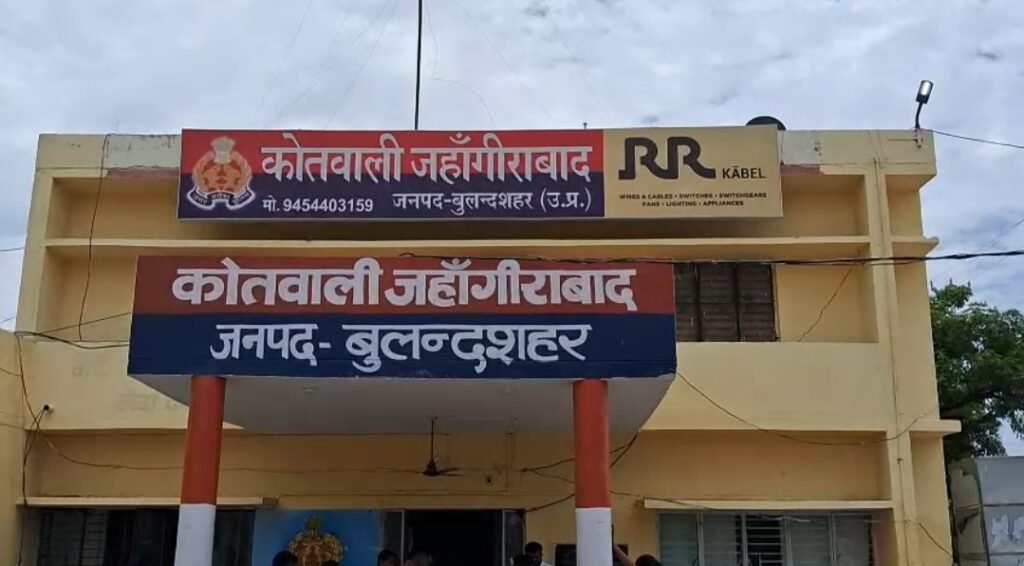 कोतवाली जहाँगीराबाद
मो. 9454403159 जनपद-बुलन्दशहर (उ.प्र.)
RR KĀBEL
WIRES & CABLES • SWITCHES • SWITCHGEARS
FANS • LIGHTING • APPLIANCES
कोतवाली जहाँगीराबाद
जनपद- बुलन्दशहर